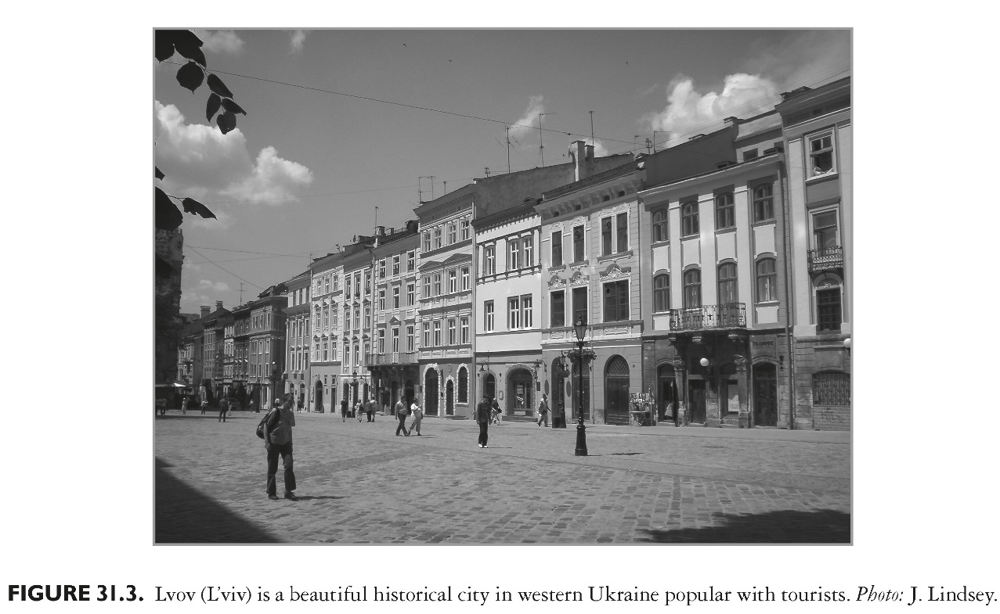 FIGURE 31.3. Lvov (L'viv) is a beautiful historical city in western Ukraine popular with tourists. Photo: J. Lindsey.